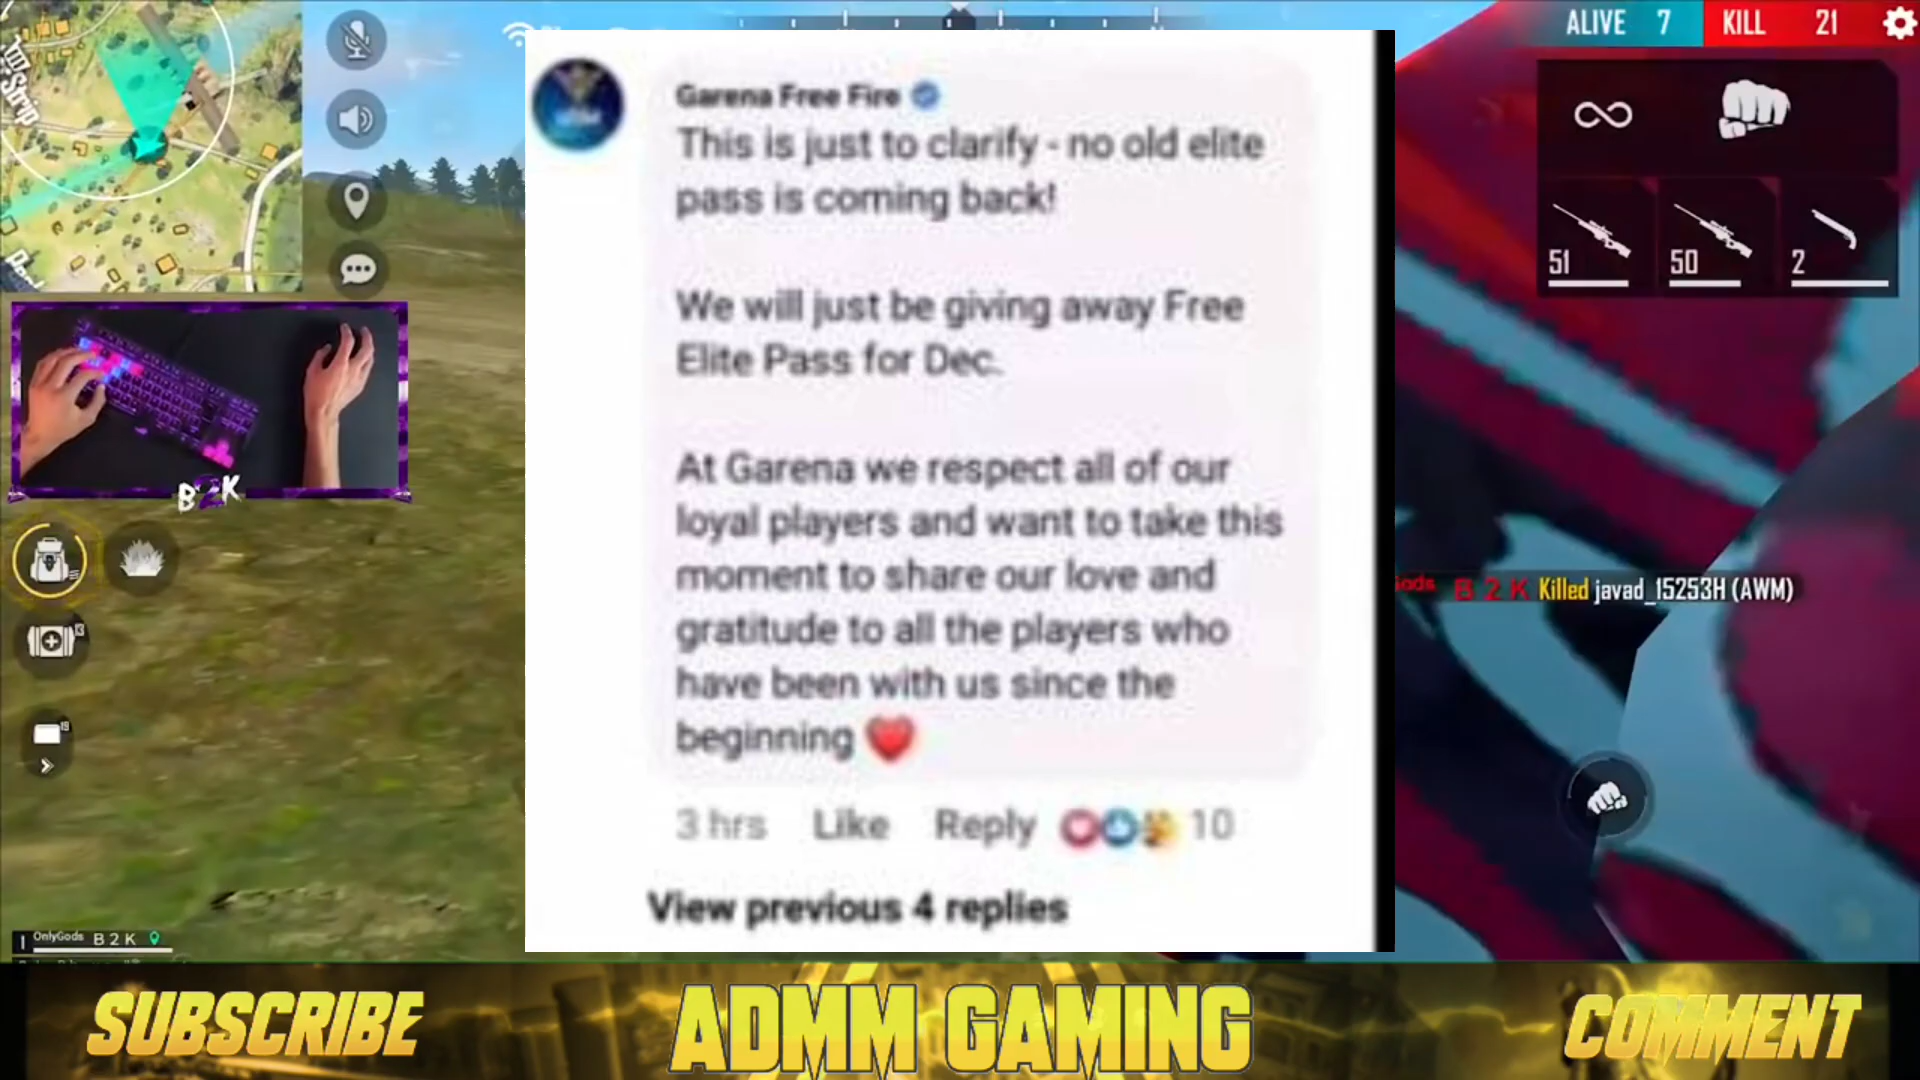 ALIVE 7
KILL 21
Strip
Garena Free Fire
This is just to clarify - no old elite
pass is coming back!
We will just be giving away Free
Elite Pass for Dec.
At Garena we respect all of our
loyal players and want to take this
moment to share our love and
gratitude to all the players who
have been with us since the
beginning ❤️
3 hrs Like Reply 10
View previous 4 replies
51
50
2
B2K
13
19
B 2 K Killed javad_15253H (AWM)
1 OnlyGods B 2 K
SUBSCRIBE
ADMM GAMING
COMMENT